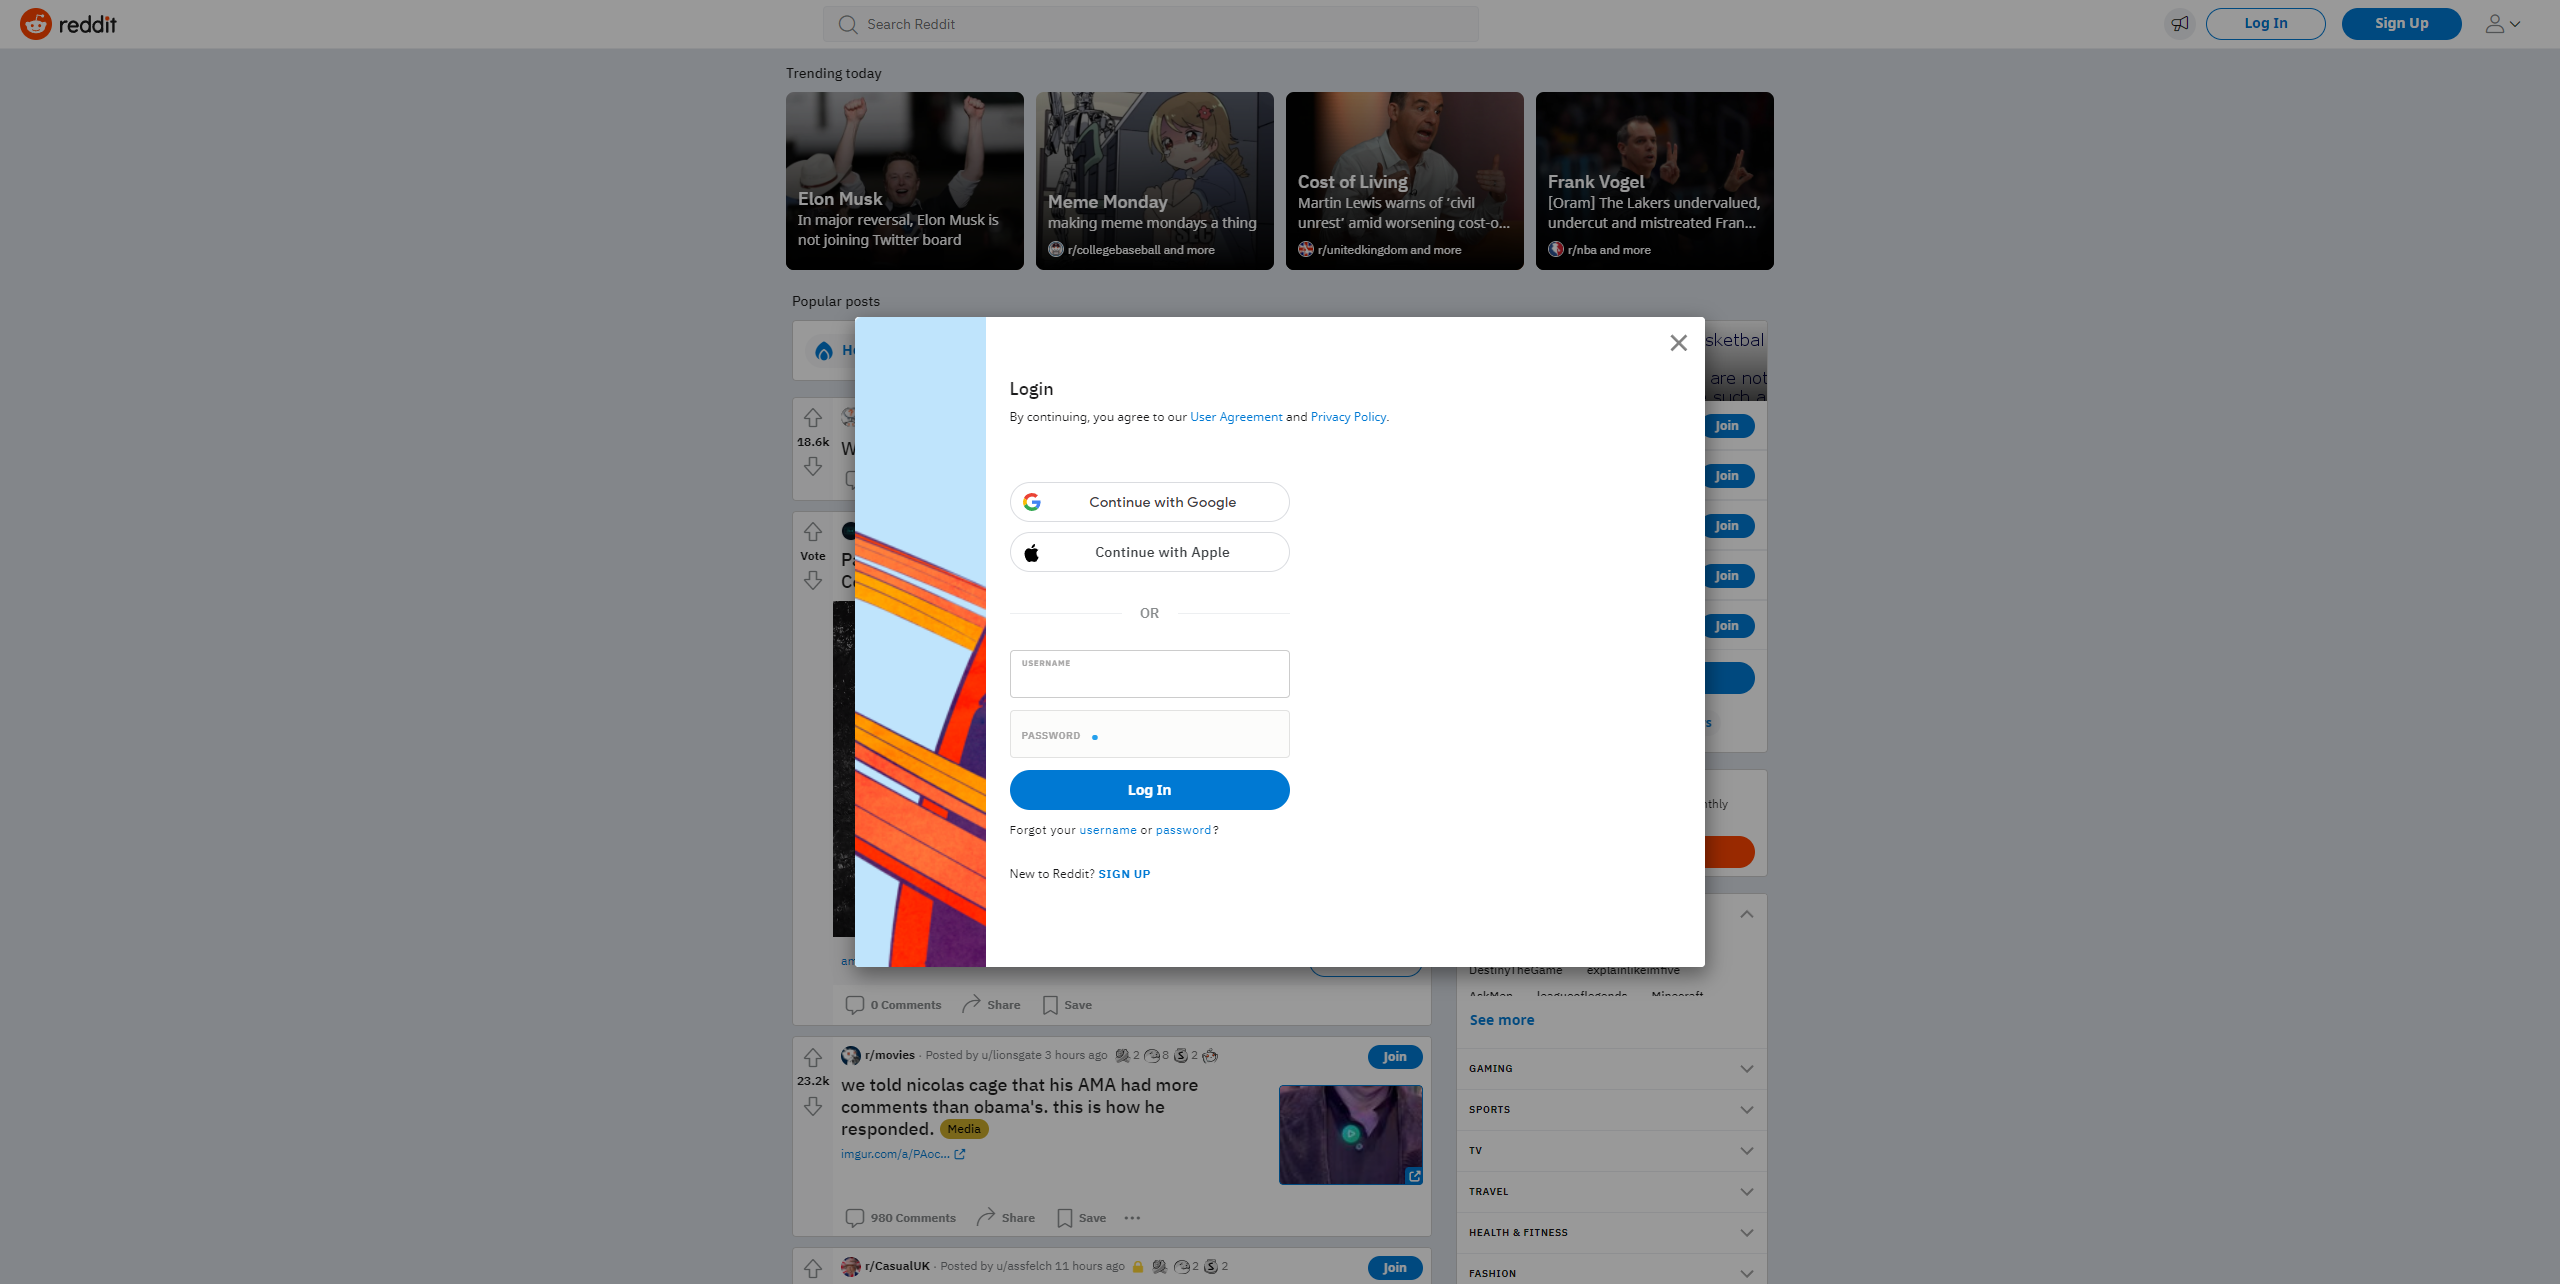 reddit
Search Reddit
Log In
Sign Up
Trending today
Elon Musk
In major reversal, Elon Musk is
not joining Twitter board
Meme Monday
making meme mondays a thing
r/collegebaseball and more
Cost of Living
Martin Lewis warns of ‘civil
unrest’ amid worsening cost-o...
r/unitedkingdom and more
Frank Vogel
[Oram] The Lakers undervalued,
undercut and mistreated Fran...
r/nba and more
Popular posts
18.6k
Vote
Login
By continuing, you agree to our User Agreement and Privacy Policy.
Continue with Google
Continue with Apple
OR
USERNAME
PASSWORD
Log In
Forgot your username or password?
New to Reddit? SIGN UP
are not
such a
Join
Join
Join
Join
Join
0 Comments
Share
Save
r/movies · Posted by u/lionsgate 3 hours ago 2 8 2
Join
23.2k
we told nicolas cage that his AMA had more
comments than obama's. this is how he
responded. Media
imgur.com/a/PAoc...
980 Comments
Share
Save
r/CasualUK · Posted by u/assfelch 11 hours ago 2 2
Join
DestinyTheGame explainlikeimfive
AskMen leagueoflegends Minecraft
See more
GAMING
SPORTS
TV
TRAVEL
HEALTH & FITNESS
FASHION